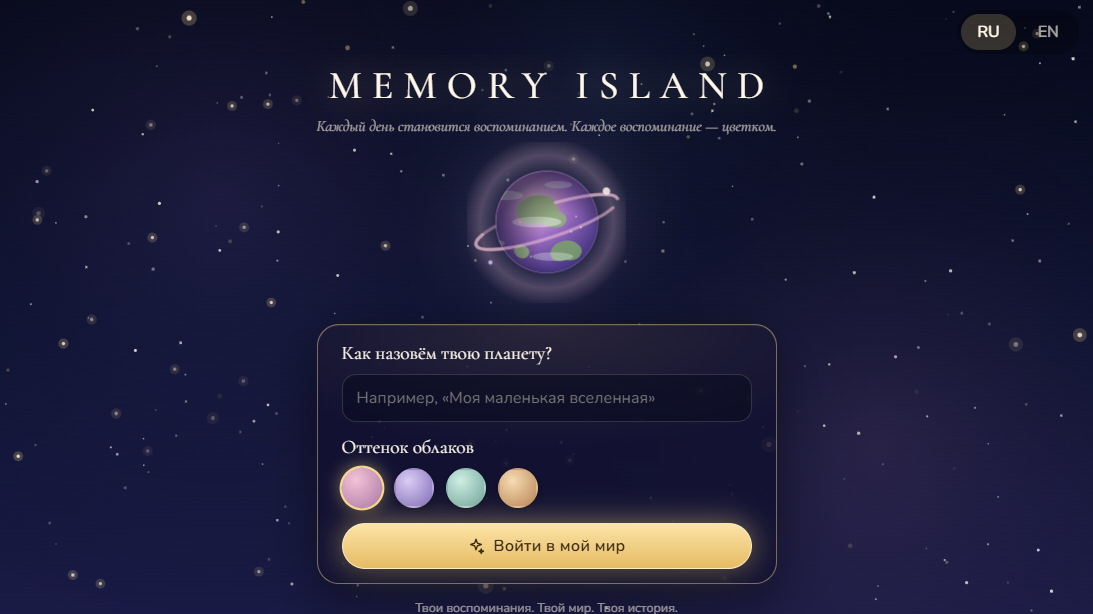 RU EN
MEMORY ISLAND
Каждый день становится воспоминанием. Каждое воспоминание — цветком.
Как назовём твою планету?
Например, «Моя маленькая вселенная»
Оттенок облаков
Войти в мой мир
Твои воспоминания. Твой мир. Твоя история.